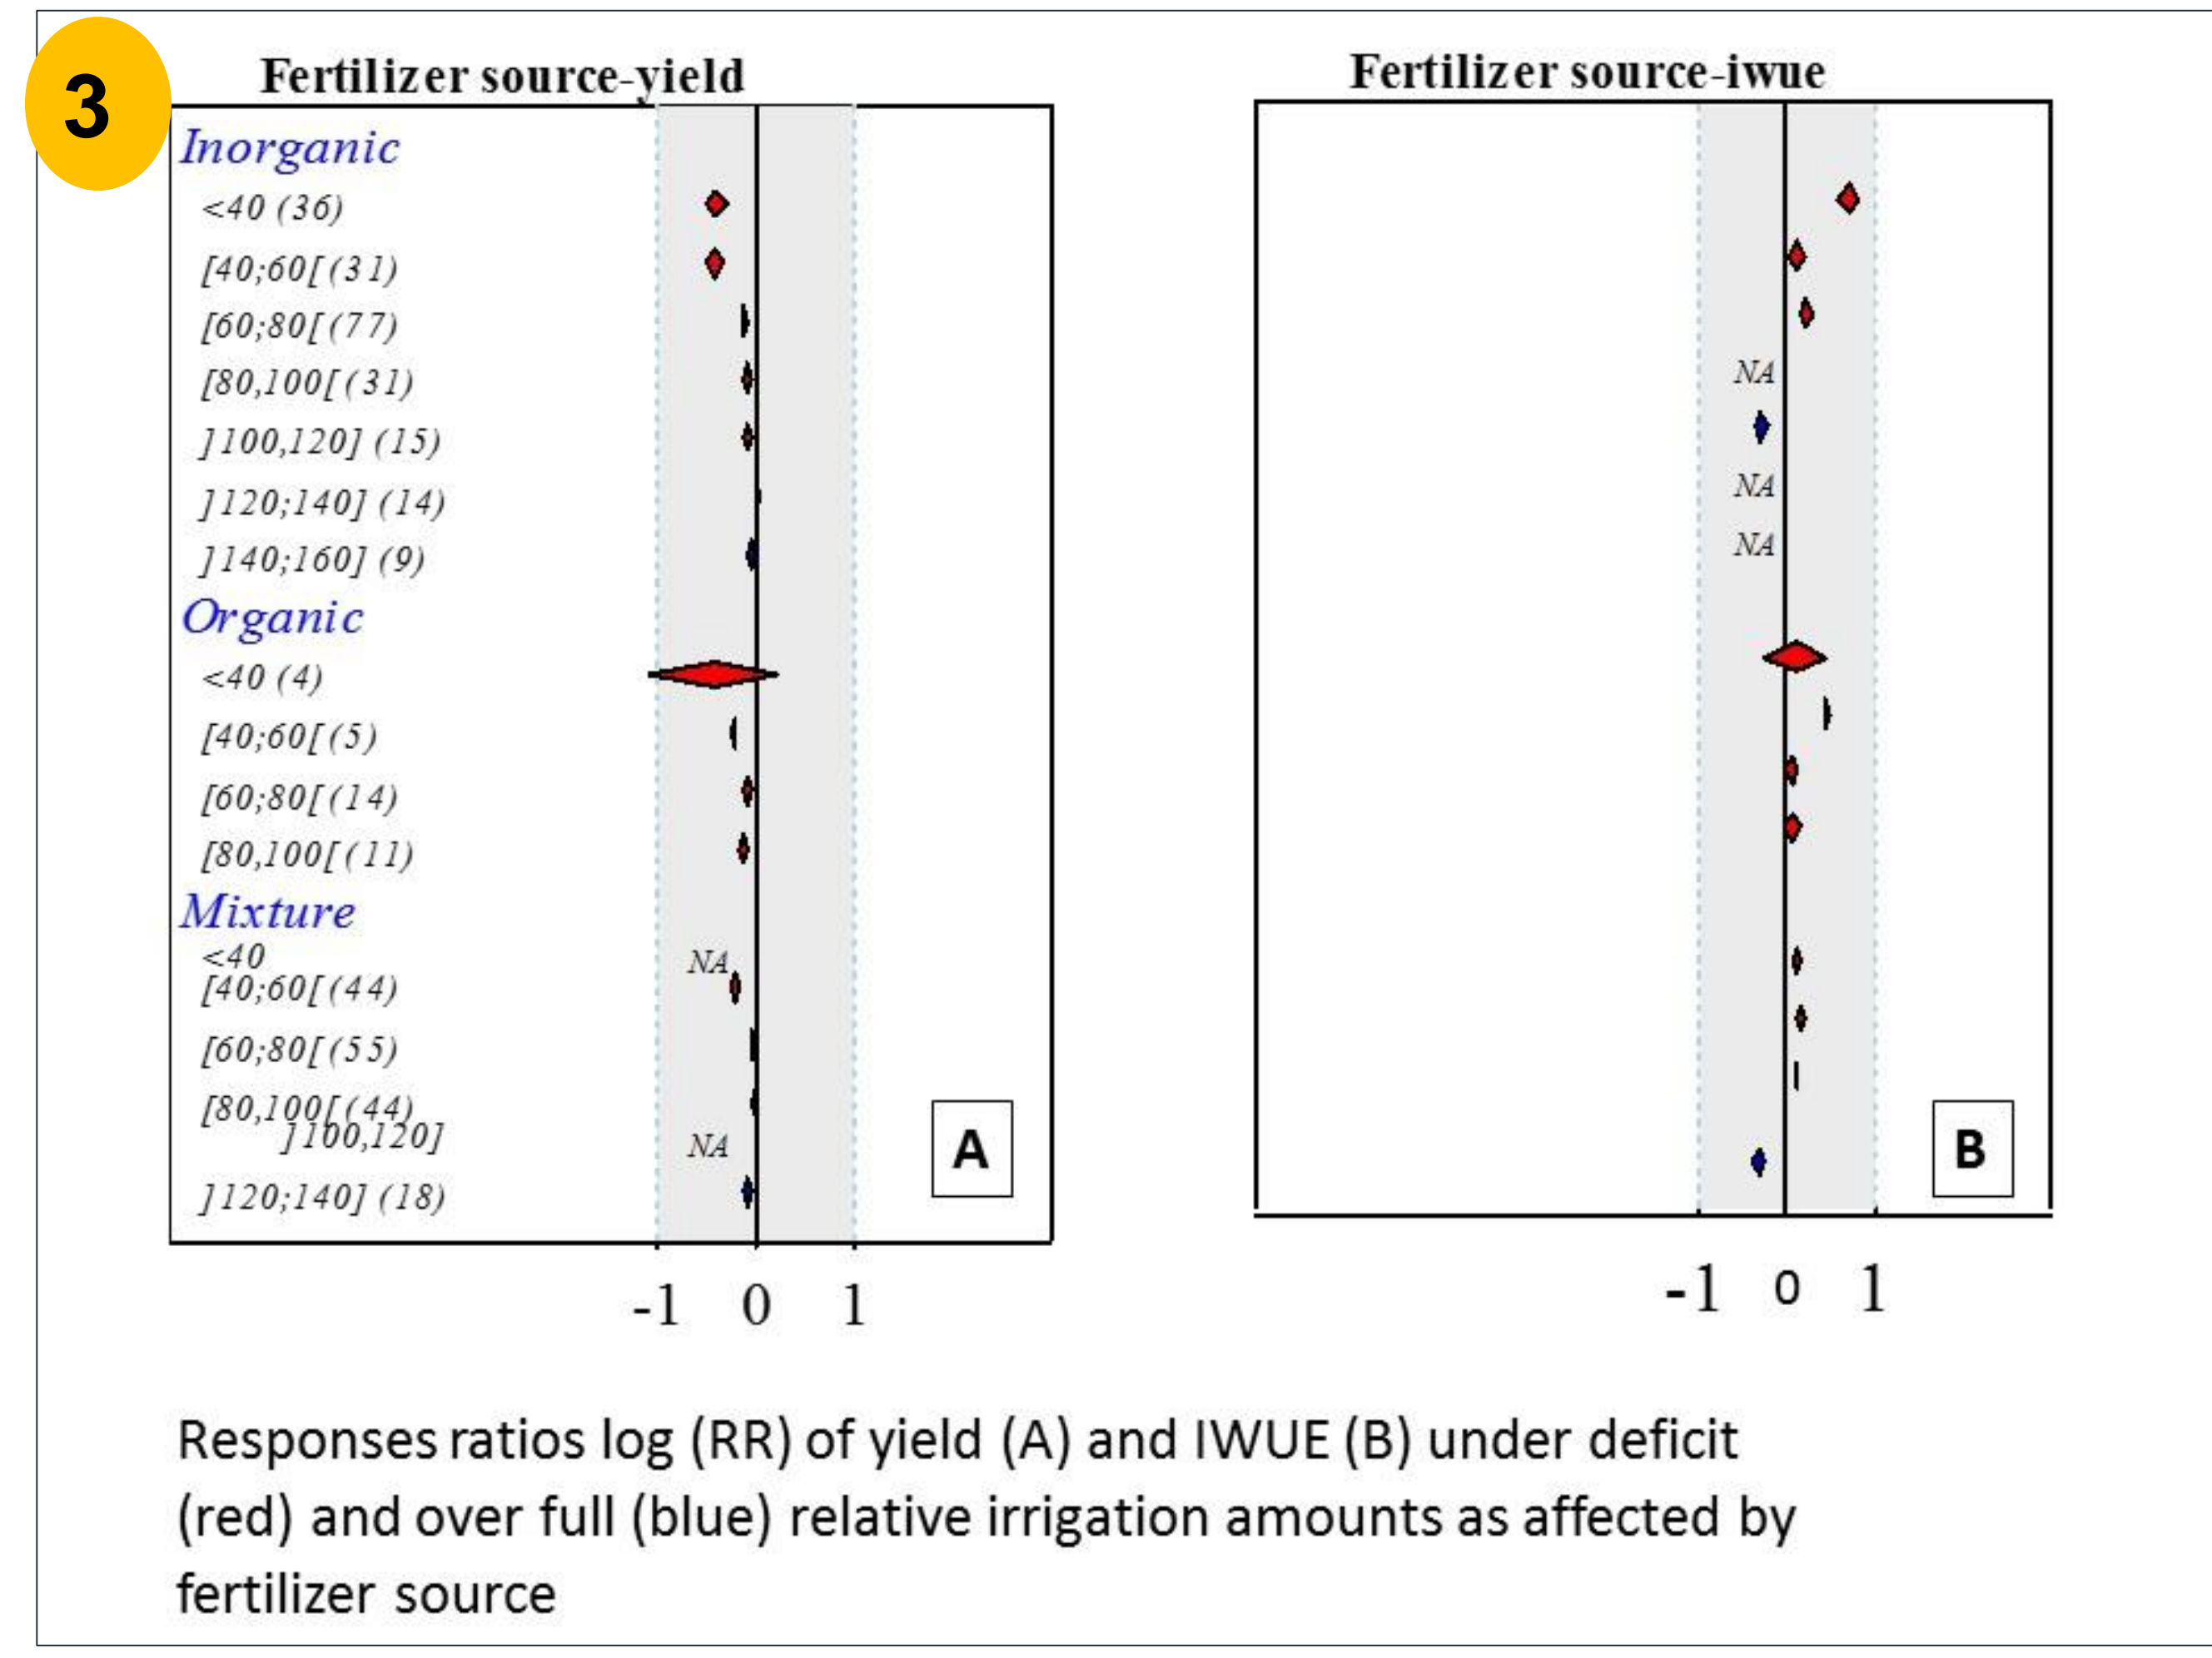 3
Fertilizer source-yield
Inorganic
<40 (36)
[40;60[(31)
[60;80[(77)
[80,100[(31)
]100,120] (15)
]120;140] (14)
]140;160] (9)
Organic
<40 (4)
[40;60[(5)
[60;80[(14)
[80,100[(11)
Mixture
<40
NA
[40;60[(44)
[60;80[(55)
[80,100[(44)
]100,120]
NA
]120;140] (18)
A
-1 0 1
Fertilizer source-iwue
NA
NA
NA
B
-1 0 1
Responses ratios log (RR) of yield (A) and IWUE (B) under deficit
(red) and over full (blue) relative irrigation amounts as affected by
fertilizer source